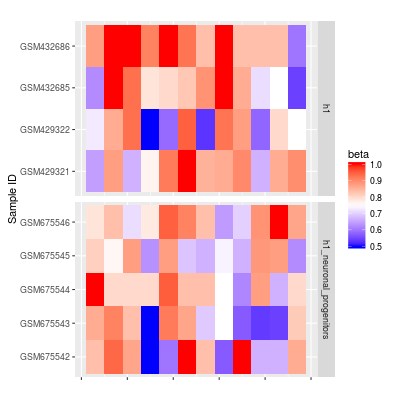 GSM432686
GSM432685
GSM429322
GSM429321
h1
GSM675546
GSM675545
GSM675544
GSM675543
GSM675542
h1_neuronal_progenitors
Sample ID
beta
1.0
0.9
0.8
0.7
0.6
0.5